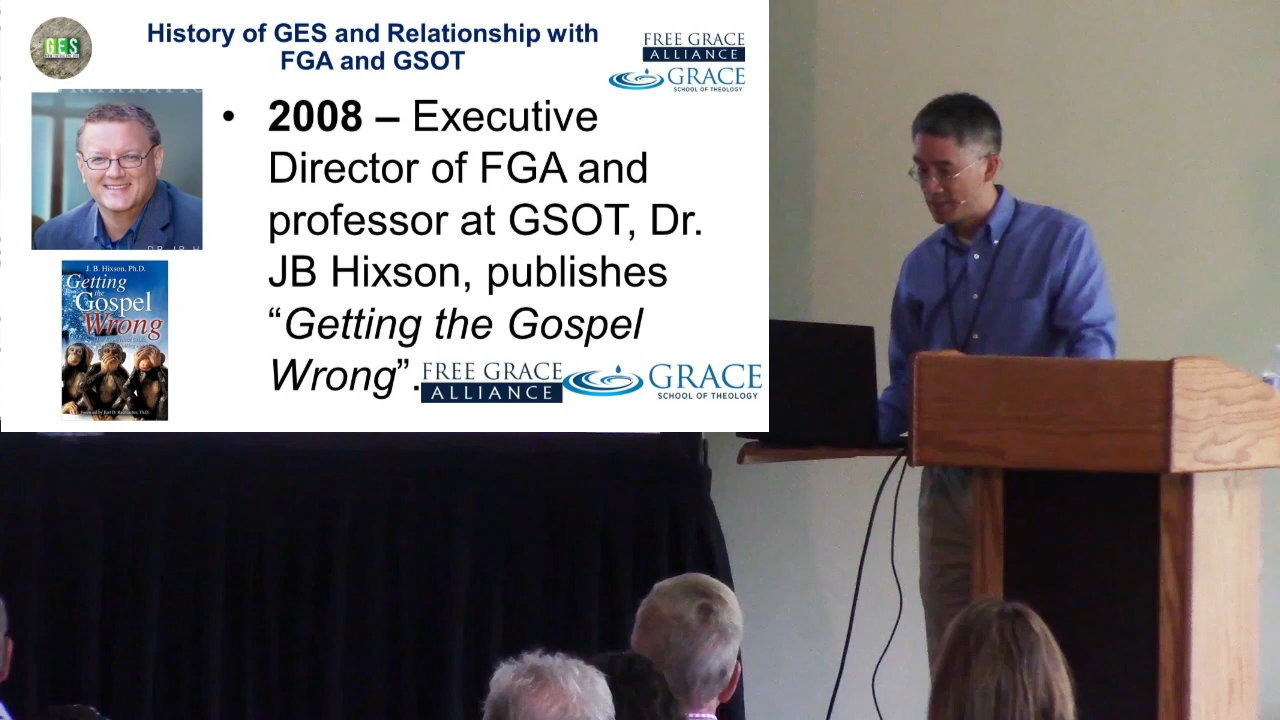 History of GES and Relationship with
FGA and GSOT
GES
FREE GRACE
ALLIANCE
GRACE
SCHOOL OF THEOLOGY
• 2008 – Executive
Director of FGA and
professor at GSOT, Dr.
JB Hixson, publishes
“Getting the Gospel
Wrong”.
J. B. Hixson, Ph.D.
Getting
the
Gospel
Wrong
FREE GRACE
ALLIANCE
GRACE
SCHOOL OF THEOLOGY